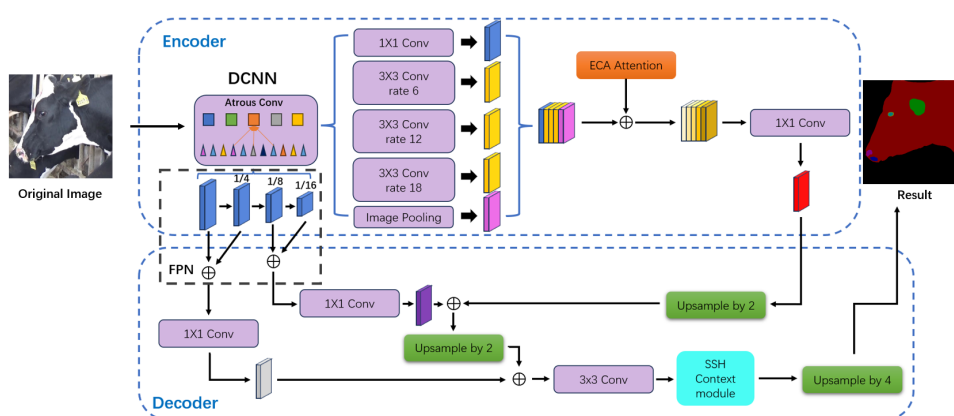 Encoder
DCNN
Atrous Conv
1X1 Conv
3X3 Conv
rate 6
3X3 Conv
rate 12
3X3 Conv
rate 18
Image Pooling
ECA Attention
1X1 Conv
Original Image
Result
1/4
1/8
1/16
FPN
1X1 Conv
Upsample by 2
1X1 Conv
Upsample by 2
3x3 Conv
SSH
Context
module
Upsample by 4
Decoder